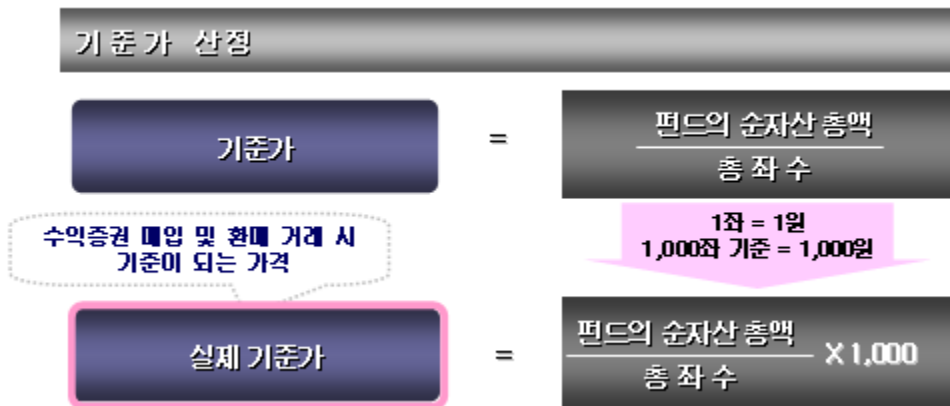 기준가 산정
기준가
=
펀드의 순자산 총액
총 좌 수
수익증권 매입 및 환매 거래 시
기준이 되는 가격
1좌 = 1원
1,000좌 기준 = 1,000원
실제 기준가
=
펀드의 순자산 총액
총 좌 수
X 1,000